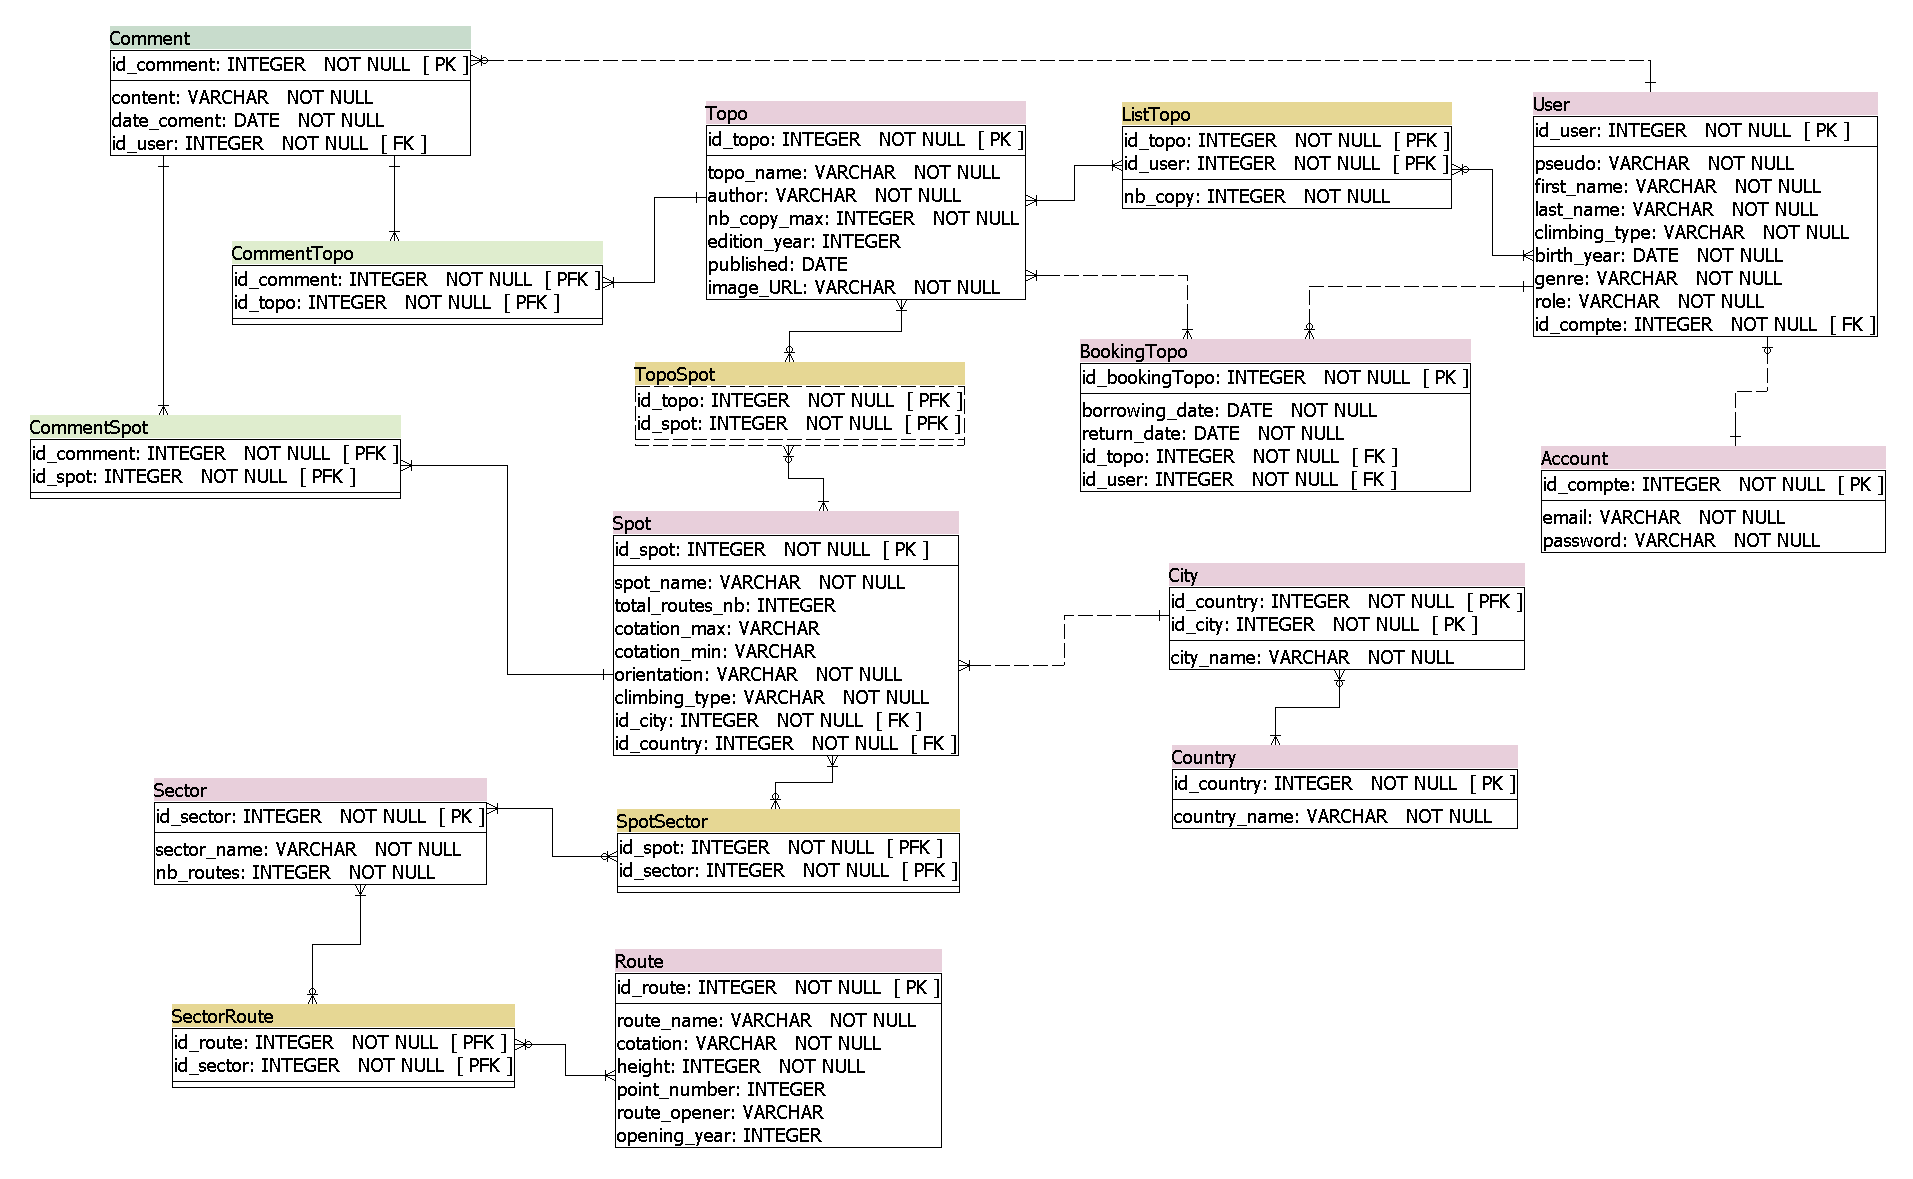 Comment
id_comment: INTEGER NOT NULL [ PK ]
content: VARCHAR NOT NULL
date_coment: DATE NOT NULL
id_user: INTEGER NOT NULL [ FK ]
Topo
id_topo: INTEGER NOT NULL [ PK ]
topo_name: VARCHAR NOT NULL
author: VARCHAR NOT NULL
nb_copy_max: INTEGER NOT NULL
edition_year: INTEGER
published: DATE
image_URL: VARCHAR NOT NULL
ListTopo
id_topo: INTEGER NOT NULL [ PFK ]
id_user: INTEGER NOT NULL [ PFK ]
nb_copy: INTEGER NOT NULL
User
id_user: INTEGER NOT NULL [ PK ]
pseudo: VARCHAR NOT NULL
first_name: VARCHAR NOT NULL
last_name: VARCHAR NOT NULL
climbing_type: VARCHAR NOT NULL
birth_year: DATE NOT NULL
genre: VARCHAR NOT NULL
role: VARCHAR NOT NULL
id_compte: INTEGER NOT NULL [ FK ]
CommentTopo
id_comment: INTEGER NOT NULL [ PFK ]
id_topo: INTEGER NOT NULL [ PFK ]
TopoSpot
id_topo: INTEGER NOT NULL [ PFK ]
id_spot: INTEGER NOT NULL [ PFK ]
BookingTopo
id_bookingTopo: INTEGER NOT NULL [ PK ]
borrowing_date: DATE NOT NULL
return_date: DATE NOT NULL
id_topo: INTEGER NOT NULL [ FK ]
id_user: INTEGER NOT NULL [ FK ]
CommentSpot
id_comment: INTEGER NOT NULL [ PFK ]
id_spot: INTEGER NOT NULL [ PFK ]
Account
id_compte: INTEGER NOT NULL [ PK ]
email: VARCHAR NOT NULL
password: VARCHAR NOT NULL
Spot
id_spot: INTEGER NOT NULL [ PK ]
spot_name: VARCHAR NOT NULL
total_routes_nb: INTEGER
cotation_max: VARCHAR
cotation_min: VARCHAR
orientation: VARCHAR NOT NULL
climbing_type: VARCHAR NOT NULL
id_city: INTEGER NOT NULL [ FK ]
id_country: INTEGER NOT NULL [ FK ]
City
id_country: INTEGER NOT NULL [ PFK ]
id_city: INTEGER NOT NULL [ PK ]
city_name: VARCHAR NOT NULL
Country
id_country: INTEGER NOT NULL [ PK ]
country_name: VARCHAR NOT NULL
Sector
id_sector: INTEGER NOT NULL [ PK ]
sector_name: VARCHAR NOT NULL
nb_routes: INTEGER NOT NULL
SpotSector
id_spot: INTEGER NOT NULL [ PFK ]
id_sector: INTEGER NOT NULL [ PFK ]
SectorRoute
id_route: INTEGER NOT NULL [ PFK ]
id_sector: INTEGER NOT NULL [ PFK ]
Route
id_route: INTEGER NOT NULL [ PK ]
route_name: VARCHAR NOT NULL
cotation: VARCHAR NOT NULL
height: INTEGER NOT NULL
point_number: INTEGER
route_opener: VARCHAR
opening_year: INTEGER